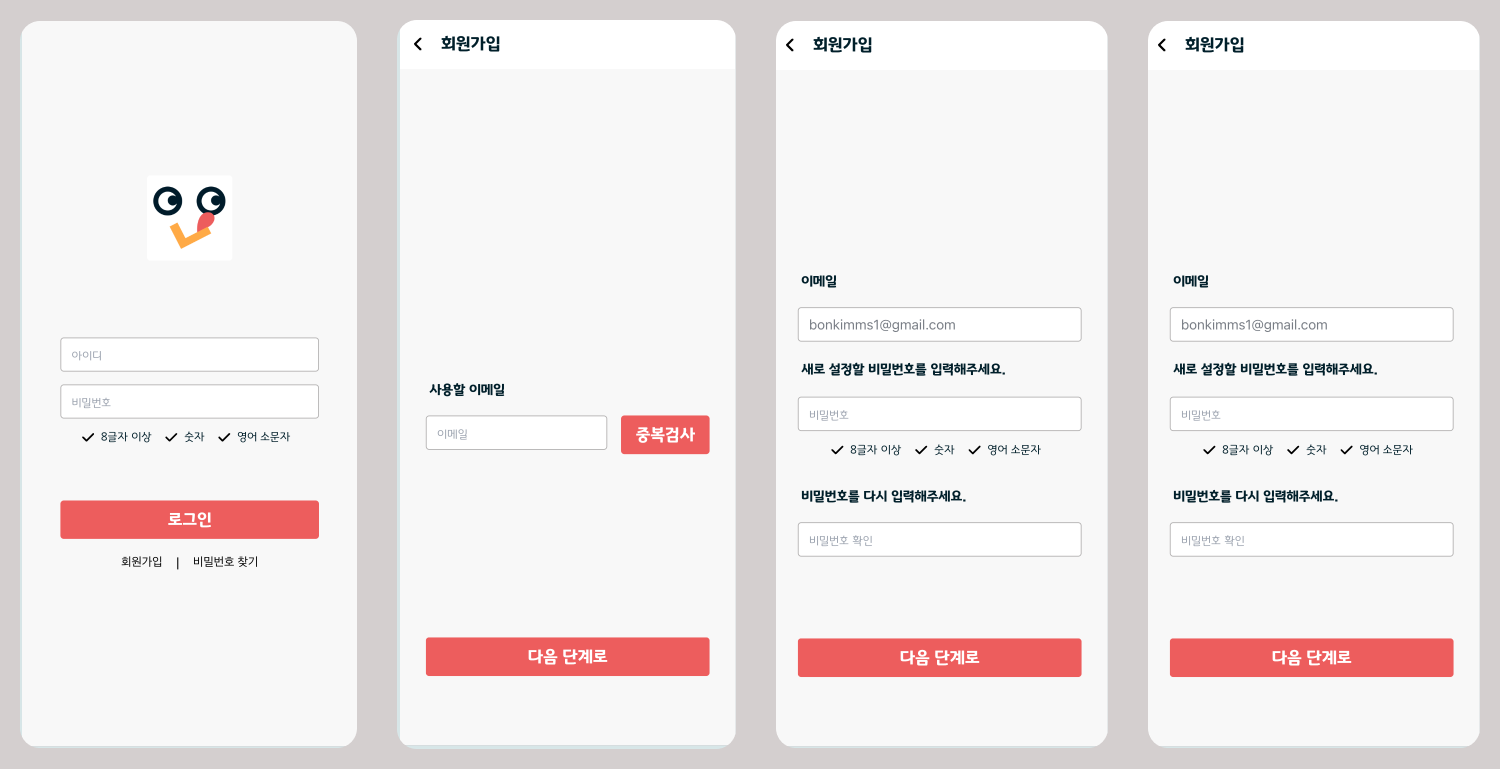 아이디
비밀번호
8글자 이상 숫자 영어 소문자
로그인
회원가입 | 비밀번호 찾기
회원가입
사용할 이메일
이메일 중복검사
다음 단계로
회원가입
이메일
bonkimms1@gmail.com
새로 설정할 비밀번호를 입력해주세요.
비밀번호
8글자 이상 숫자 영어 소문자
비밀번호를 다시 입력해주세요.
비밀번호 확인
다음 단계로
회원가입
이메일
bonkimms1@gmail.com
새로 설정할 비밀번호를 입력해주세요.
비밀번호
8글자 이상 숫자 영어 소문자
비밀번호를 다시 입력해주세요.
비밀번호 확인
다음 단계로